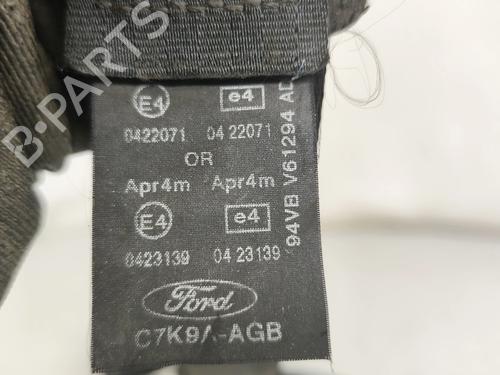 E4 e4
0422071 04 22071
OR
Apr4m Apr4m
E4 e4
0423139 04 23139
Ford
C7K9A-AGB
94VB V61294 AD
B-PARTS